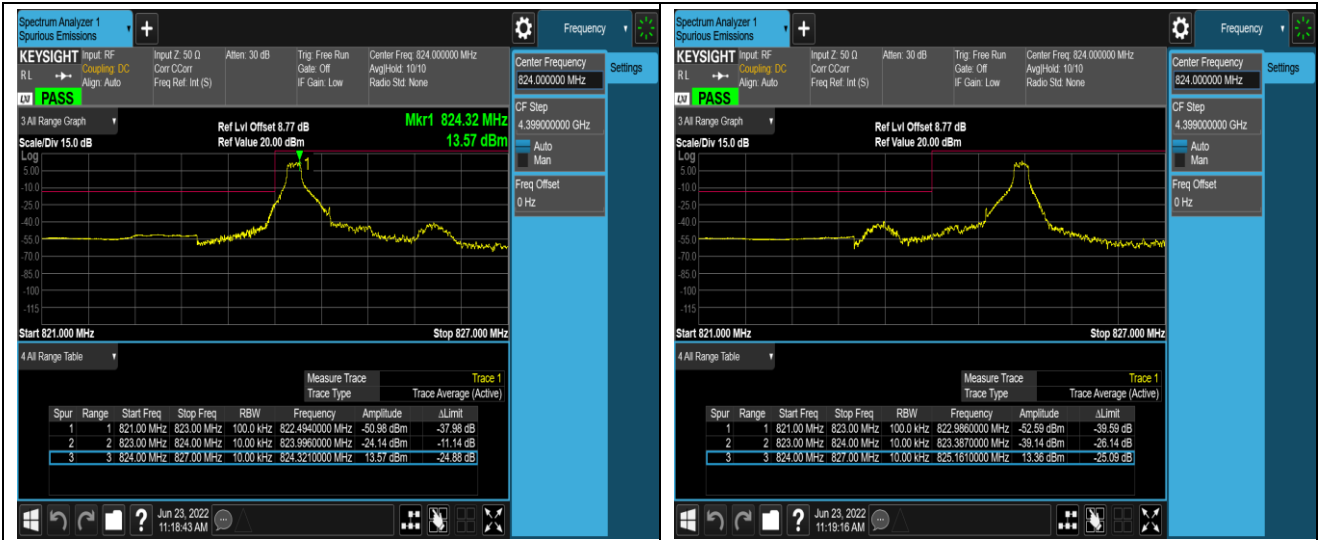 Spectrum Analyzer 1
Spurious Emissions
+
Frequency
KEYSIGHT Input: RF Input Z: 50 Ω Atten: 30 dB Trig: Free Run Center Freq: 824.000000 MHz
Coupling: DC Corr CCorr Gate: Off Avg|Hold: 10/10
RL Align: Auto Freq Ref: Int (S) IF Gain: Low Radio Std: None
LXI PASS
Center Frequency
824.000000 MHz
Settings
CF Step
4.399000000 GHz
Auto
Man
Freq Offset
0 Hz
3 All Range Graph
Ref Lvl Offset 8.77 dB
Mkr1 824.32 MHz
Scale/Div 15.0 dB Ref Value 20.00 dBm 13.57 dBm
Log
1
5.00
-10.0
-25.0
-40.0
-55.0
-70.0
-85.0
-100
-115
Start 821.000 MHz Stop 827.000 MHz
4 All Range Table
Measure Trace Trace 1
Trace Type Trace Average (Active)
Spur Range Start Freq Stop Freq RBW Frequency Amplitude ΔLimit
1 1 821.00 MHz 823.00 MHz 100.0 kHz 822.4940000 MHz -50.98 dBm -37.98 dB
2 2 823.00 MHz 824.00 MHz 10.00 kHz 823.9960000 MHz -24.14 dBm -11.14 dB
3 3 824.00 MHz 827.00 MHz 10.00 kHz 824.3210000 MHz 13.57 dBm -24.88 dB
?
Jun 23, 2022
11:18:43 AM
Spectrum Analyzer 1
Spurious Emissions
+
Frequency
KEYSIGHT Input: RF Input Z: 50 Ω Atten: 30 dB Trig: Free Run Center Freq: 824.000000 MHz
Coupling: DC Corr CCorr Gate: Off Avg|Hold: 10/10
RL Align: Auto Freq Ref: Int (S) IF Gain: Low Radio Std: None
LXI PASS
Center Frequency
824.000000 MHz
Settings
CF Step
4.399000000 GHz
Auto
Man
Freq Offset
0 Hz
3 All Range Graph
Ref Lvl Offset 8.77 dB
Scale/Div 15.0 dB Ref Value 20.00 dBm
Log
5.00
-10.0
-25.0
-40.0
-55.0
-70.0
-85.0
-100
-115
Start 821.000 MHz Stop 827.000 MHz
4 All Range Table
Measure Trace Trace 1
Trace Type Trace Average (Active)
Spur Range Start Freq Stop Freq RBW Frequency Amplitude ΔLimit
1 1 821.00 MHz 823.00 MHz 100.0 kHz 822.9860000 MHz -52.59 dBm -39.59 dB
2 2 823.00 MHz 824.00 MHz 10.00 kHz 823.3870000 MHz -39.14 dBm -26.14 dB
3 3 824.00 MHz 827.00 MHz 10.00 kHz 825.1610000 MHz 13.36 dBm -25.09 dB
?
Jun 23, 2022
11:19:16 AM